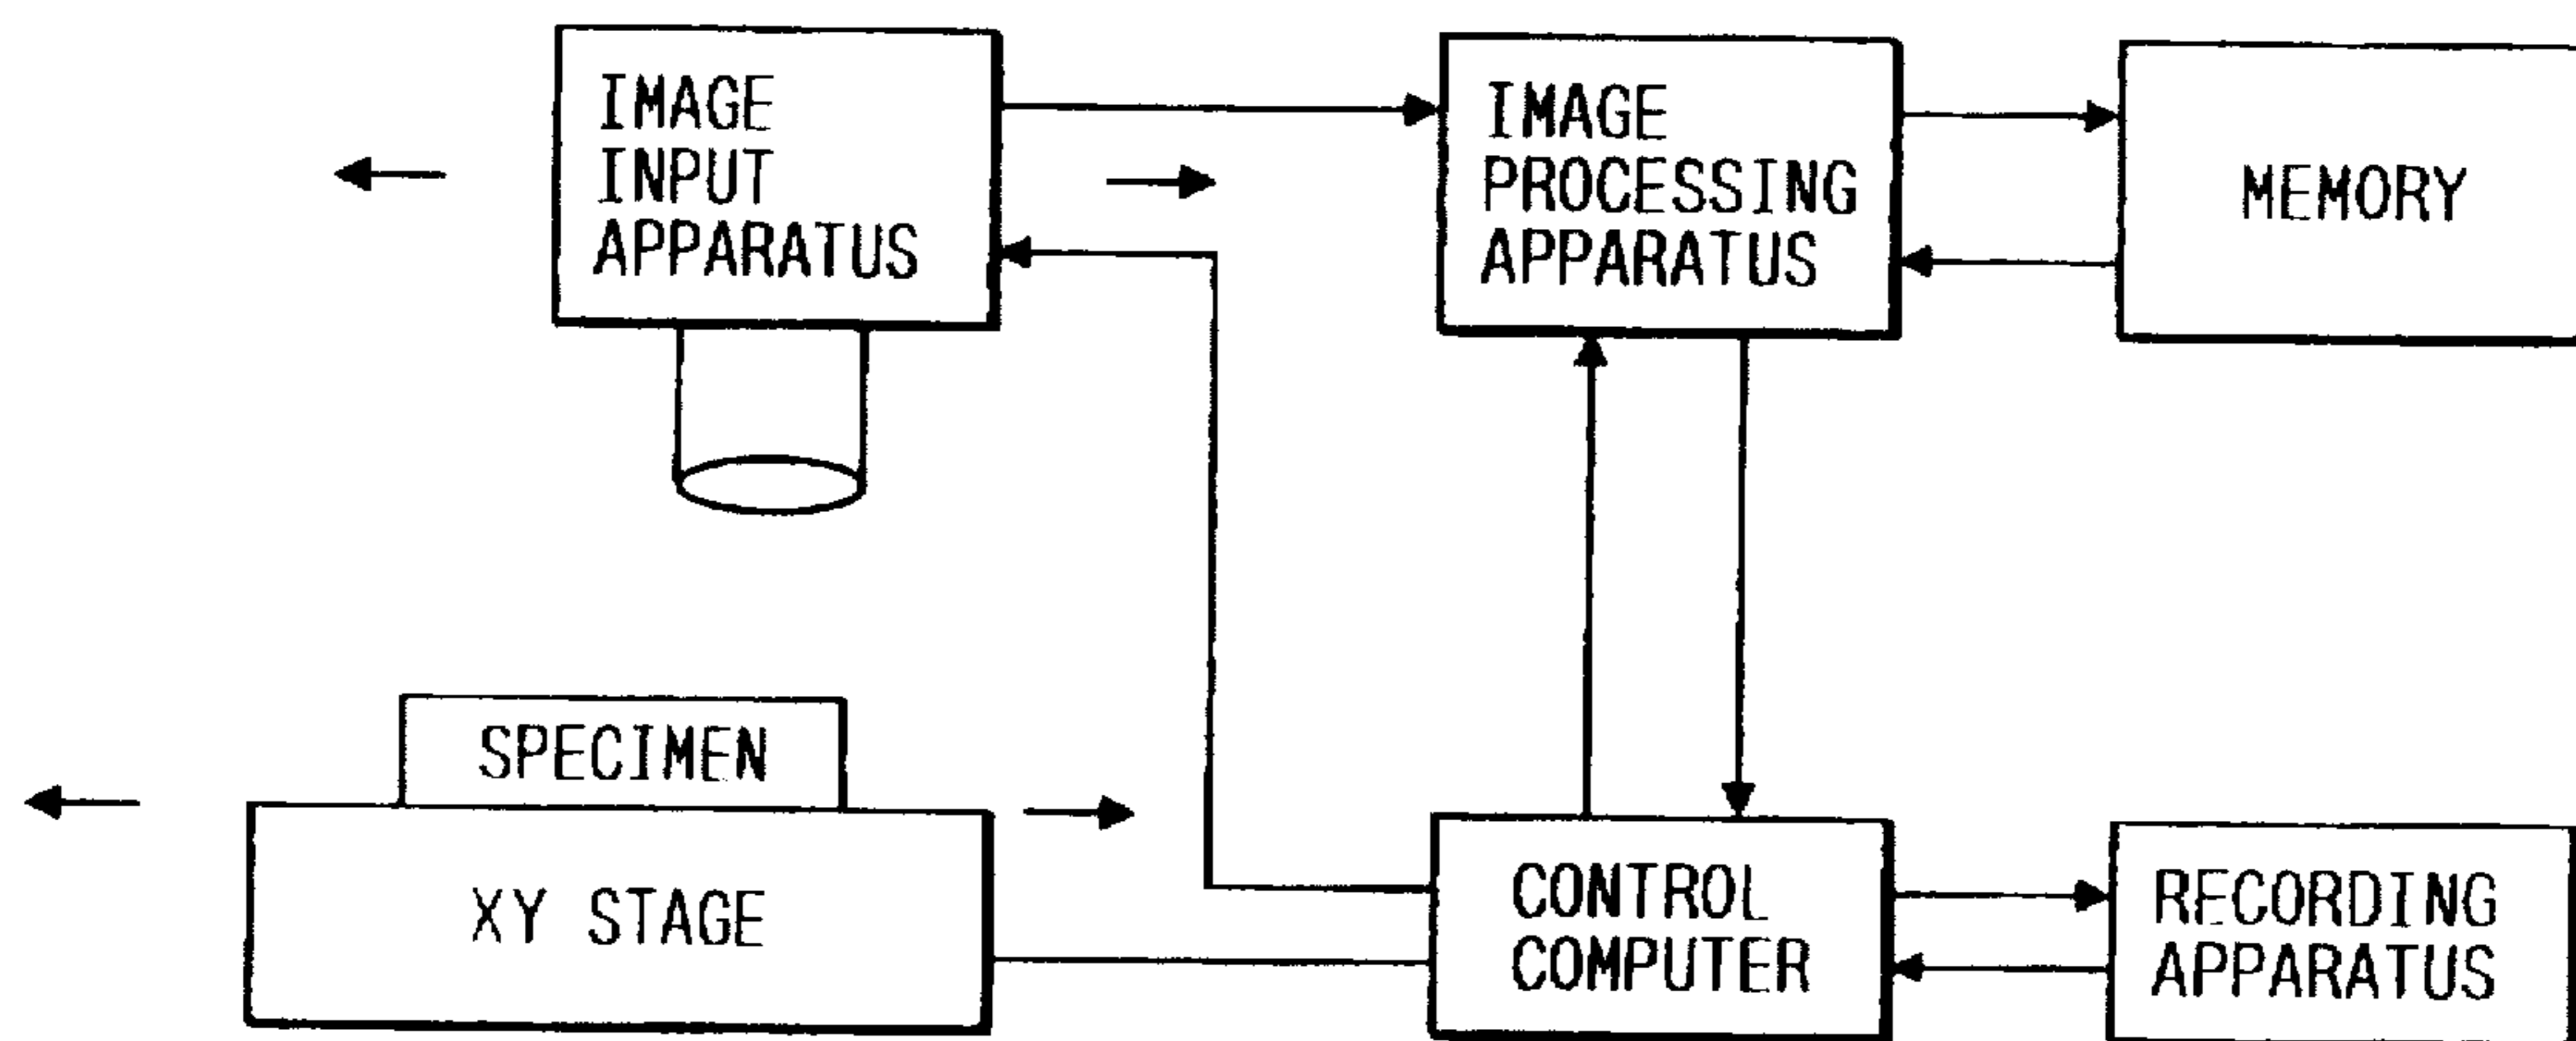 IMAGE
INPUT
APPARATUS
IMAGE
PROCESSING
APPARATUS
MEMORY
SPECIMEN
XY STAGE
CONTROL
COMPUTER
RECORDING
APPARATUS